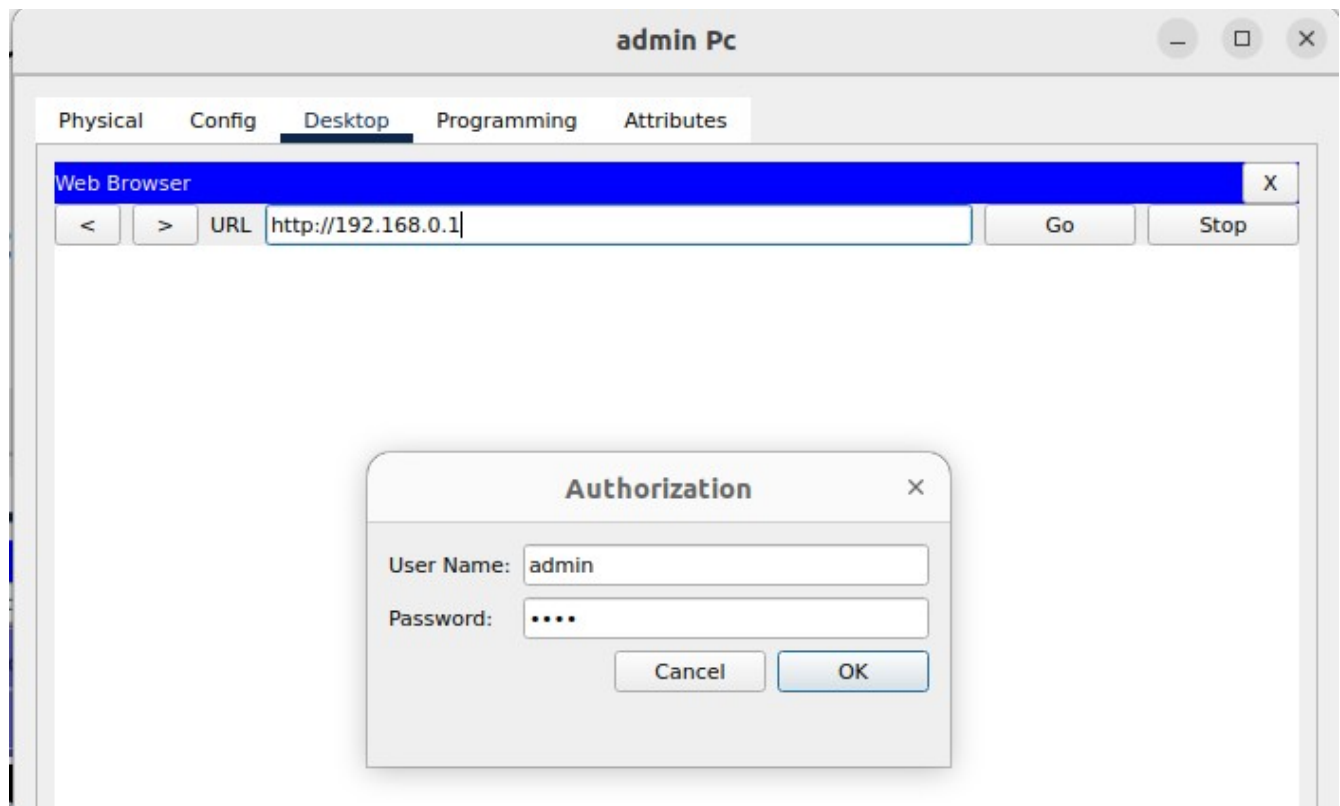 admin Pc
Physical Config Desktop Programming Attributes
Web Browser X
< > URL http://192.168.0.1 Go Stop
Authorization
User Name: admin
Password: ••••
Cancel OK